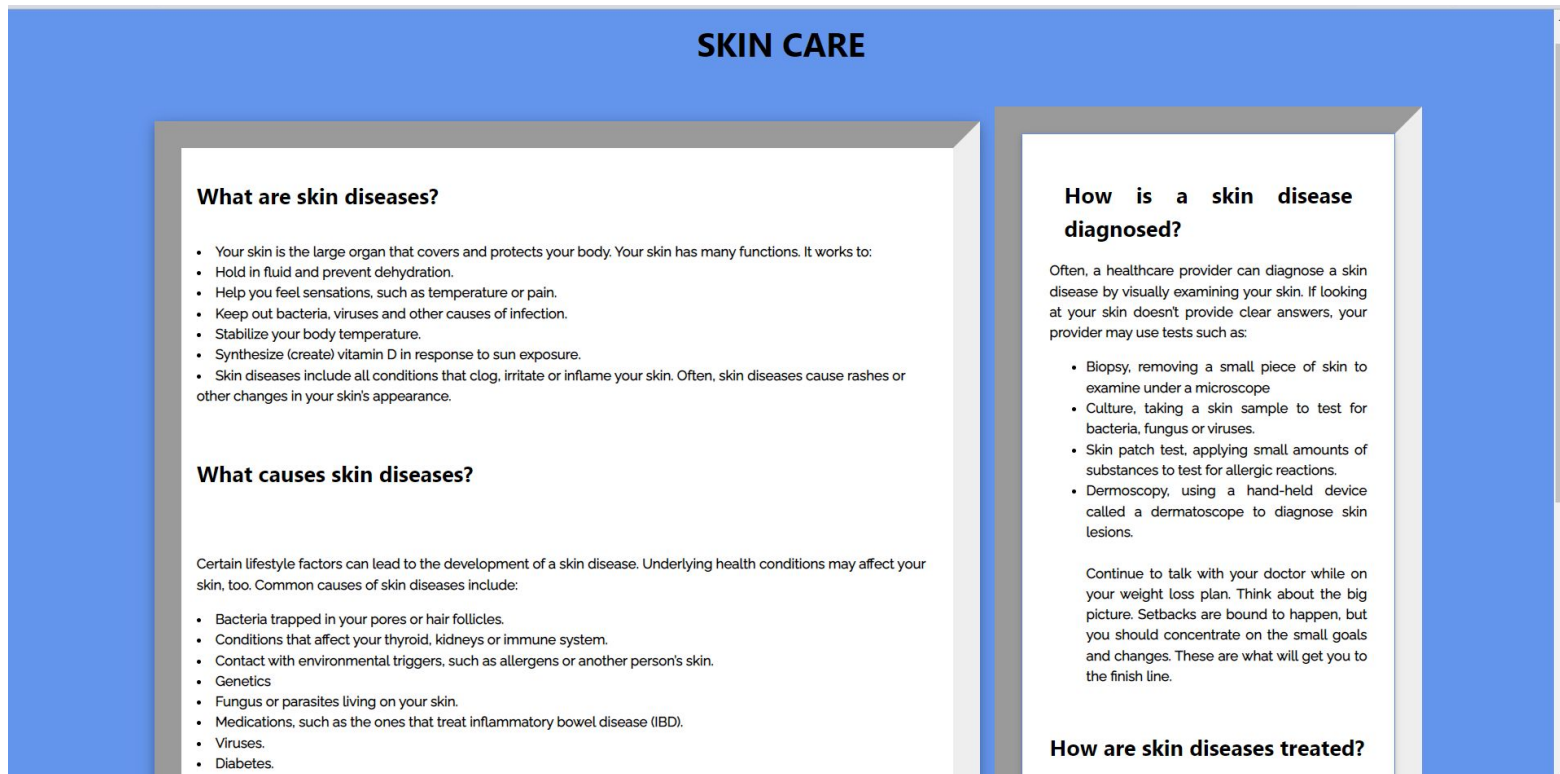 SKIN CARE
What are skin diseases?
• Your skin is the large organ that covers and protects your body. Your skin has many functions. It works to:
• Hold in fluid and prevent dehydration.
• Help you feel sensations, such as temperature or pain.
• Keep out bacteria, viruses and other causes of infection.
• Stabilize your body temperature.
• Synthesize (create) vitamin D in response to sun exposure.
• Skin diseases include all conditions that clog, irritate or inflame your skin. Often, skin diseases cause rashes or
other changes in your skin's appearance.
What causes skin diseases?
Certain lifestyle factors can lead to the development of a skin disease. Underlying health conditions may affect your
skin, too. Common causes of skin diseases include:
• Bacteria trapped in your pores or hair follicles.
• Conditions that affect your thyroid, kidneys or immune system.
• Contact with environmental triggers, such as allergens or another person's skin.
• Genetics
• Fungus or parasites living on your skin.
• Medications, such as the ones that treat inflammatory bowel disease (IBD).
• Viruses.
• Diabetes.
How is a skin disease
diagnosed?
Often, a healthcare provider can diagnose a skin
disease by visually examining your skin. If looking
at your skin doesn't provide clear answers, your
provider may use tests such as:
• Biopsy, removing a small piece of skin to
examine under a microscope
• Culture, taking a skin sample to test for
bacteria, fungus or viruses.
• Skin patch test, applying small amounts of
substances to test for allergic reactions.
• Dermoscopy, using a hand-held device
called a dermatoscope to diagnose skin
lesions.
Continue to talk with your doctor while on
your weight loss plan. Think about the big
picture. Setbacks are bound to happen, but
you should concentrate on the small goals
and changes. These are what will get you to
the finish line.
How are skin diseases treated?